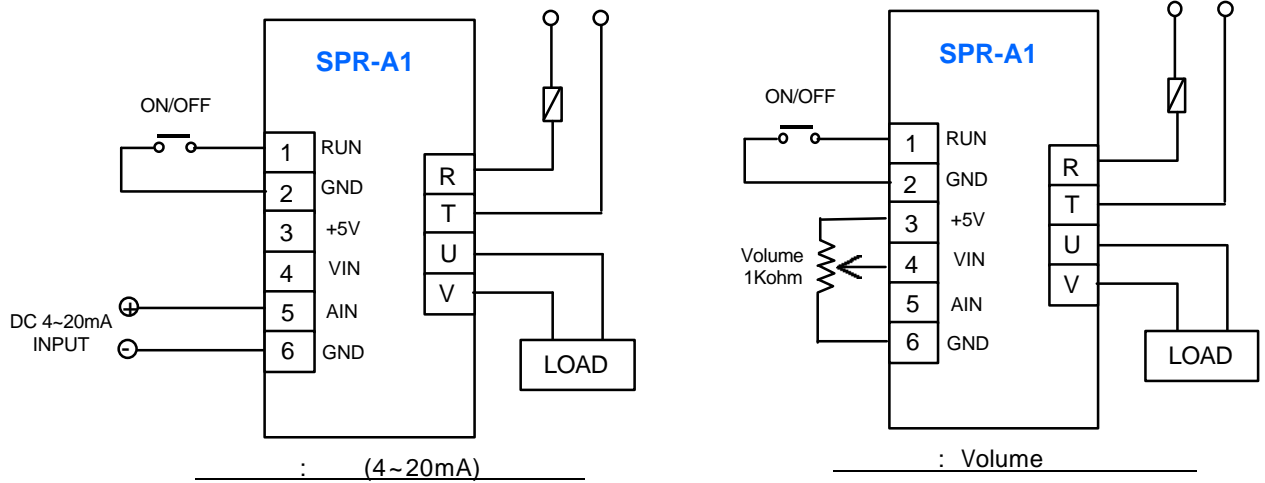 SPR-A1
ON/OFF
1 RUN
2 GND
3 +5V
4 VIN
5 AIN
6 GND
R
T
U
V
DC 4~20mA
INPUT
+
-
LOAD
: (4~20mA)
SPR-A1
ON/OFF
1 RUN
2 GND
3 +5V
4 VIN
5 AIN
6 GND
Volume
1Kohm
R
T
U
V
LOAD
: Volume